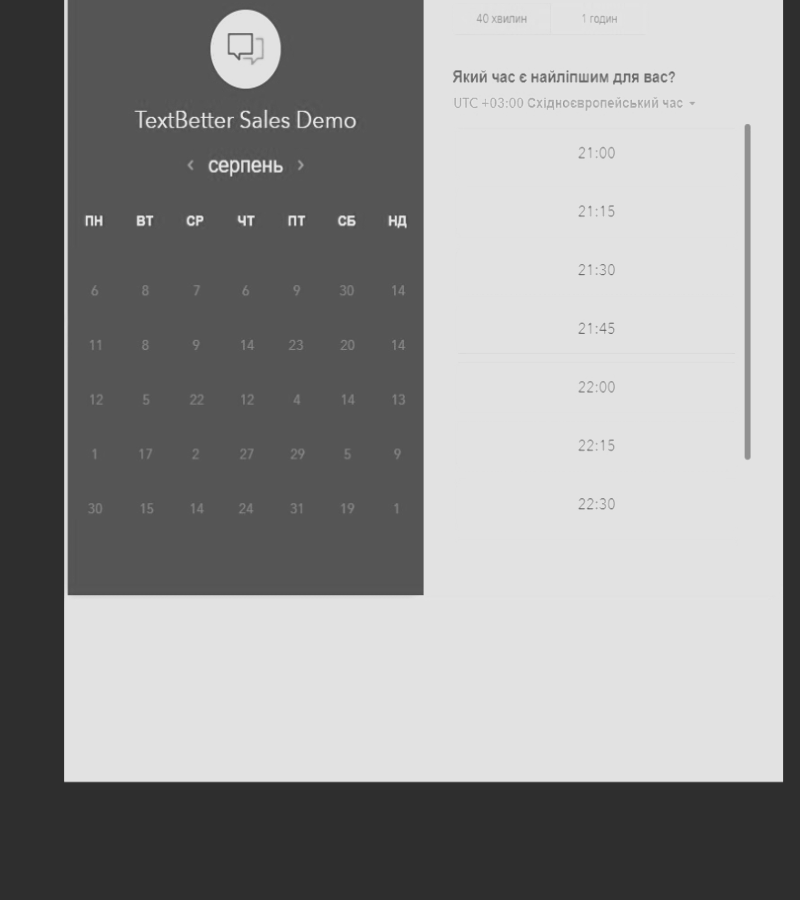 TextBetter Sales Demo
серпень
ПН ВТ СР ЧТ ПТ СБ НД
6 8 7 6 9 30 14
11 8 9 14 23 20 14
12 5 22 12 4 14 13
1 17 2 27 29 5 9
30 15 14 24 31 19 1
40 хвилин 1 годин
Який час є найліпшим для вас?
UTC +03:00 Східноєвропейський час
21:00
21:15
21:30
21:45
22:00
22:15
22:30